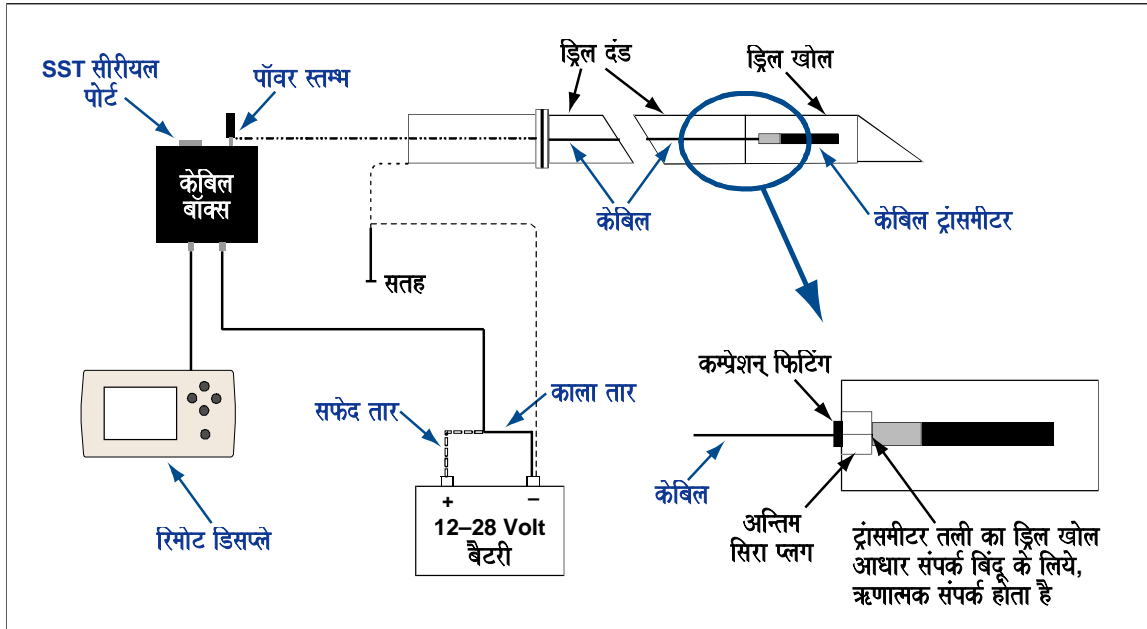 SST सीरीयल
पोर्ट
पॉवर स्तम्भ
ड्रिल दंड
ड्रिल खोल
केबिल
बॉक्स
केबिल
केबिल ट्रांसमीटर
सतह
कम्प्रेशन् फिटिंग
सफेद तार
काला तार
केबिल
रिमोट डिसप्ले
+
–
12–28 Volt
बैटरी
अन्तिम
सिरा प्लग
ट्रांसमीटर तली का ड्रिल खोल
आधार संपर्क बिंदू के लिये,
ऋणात्मक संपर्क होता है